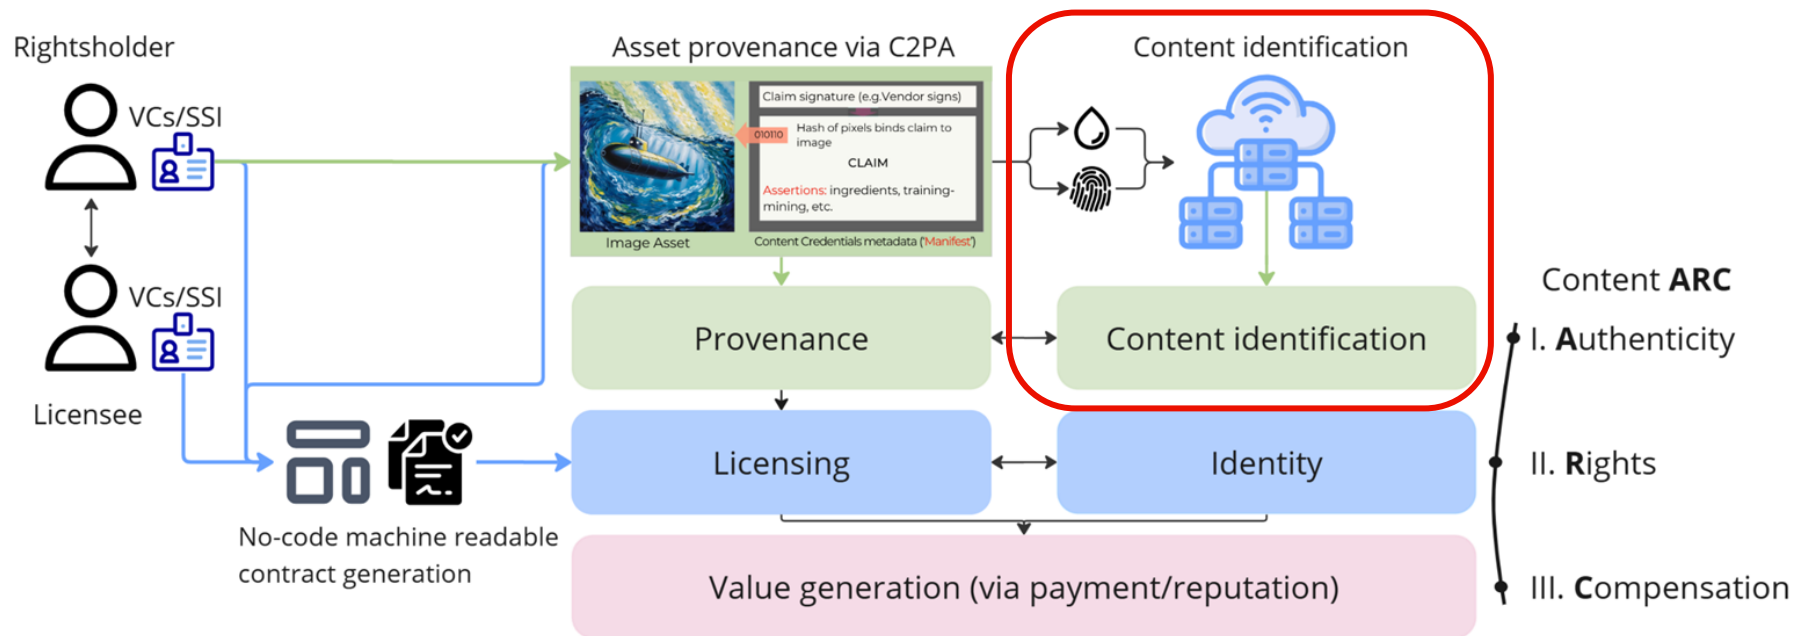 Rightsholder
VCs/SSI
VCs/SSI
Licensee
No-code machine readable
contract generation
Asset provenance via C2PA
Image Asset
Claim signature (e.g.Vendor signs)
010110
Hash of pixels binds claim to
image
CLAIM
Assertions: ingredients, training-
mining, etc.
Content Credentials metadata ('Manifest')
Content identification
Provenance
Content identification
Licensing
Identity
Value generation (via payment/reputation)
Content ARC
I. Authenticity
II. Rights
III. Compensation